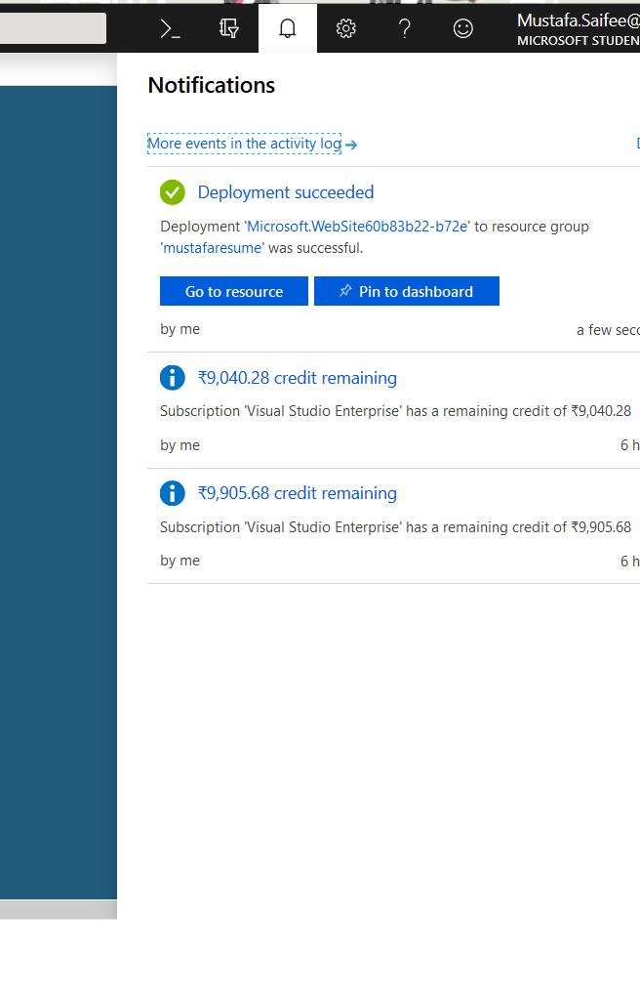 Mustafa.Saifee@
MICROSOFT STUDEN
Notifications
More events in the activity log →
Deployment succeeded
Deployment 'Microsoft.WebSite60b83b22-b72e' to resource group
'mustafaresume' was successful.
Go to resource
Pin to dashboard
by me
a few seco
₹9,040.28 credit remaining
Subscription 'Visual Studio Enterprise' has a remaining credit of ₹9,040.28
by me
6 h
₹9,905.68 credit remaining
Subscription 'Visual Studio Enterprise' has a remaining credit of ₹9,905.68
by me
6 h